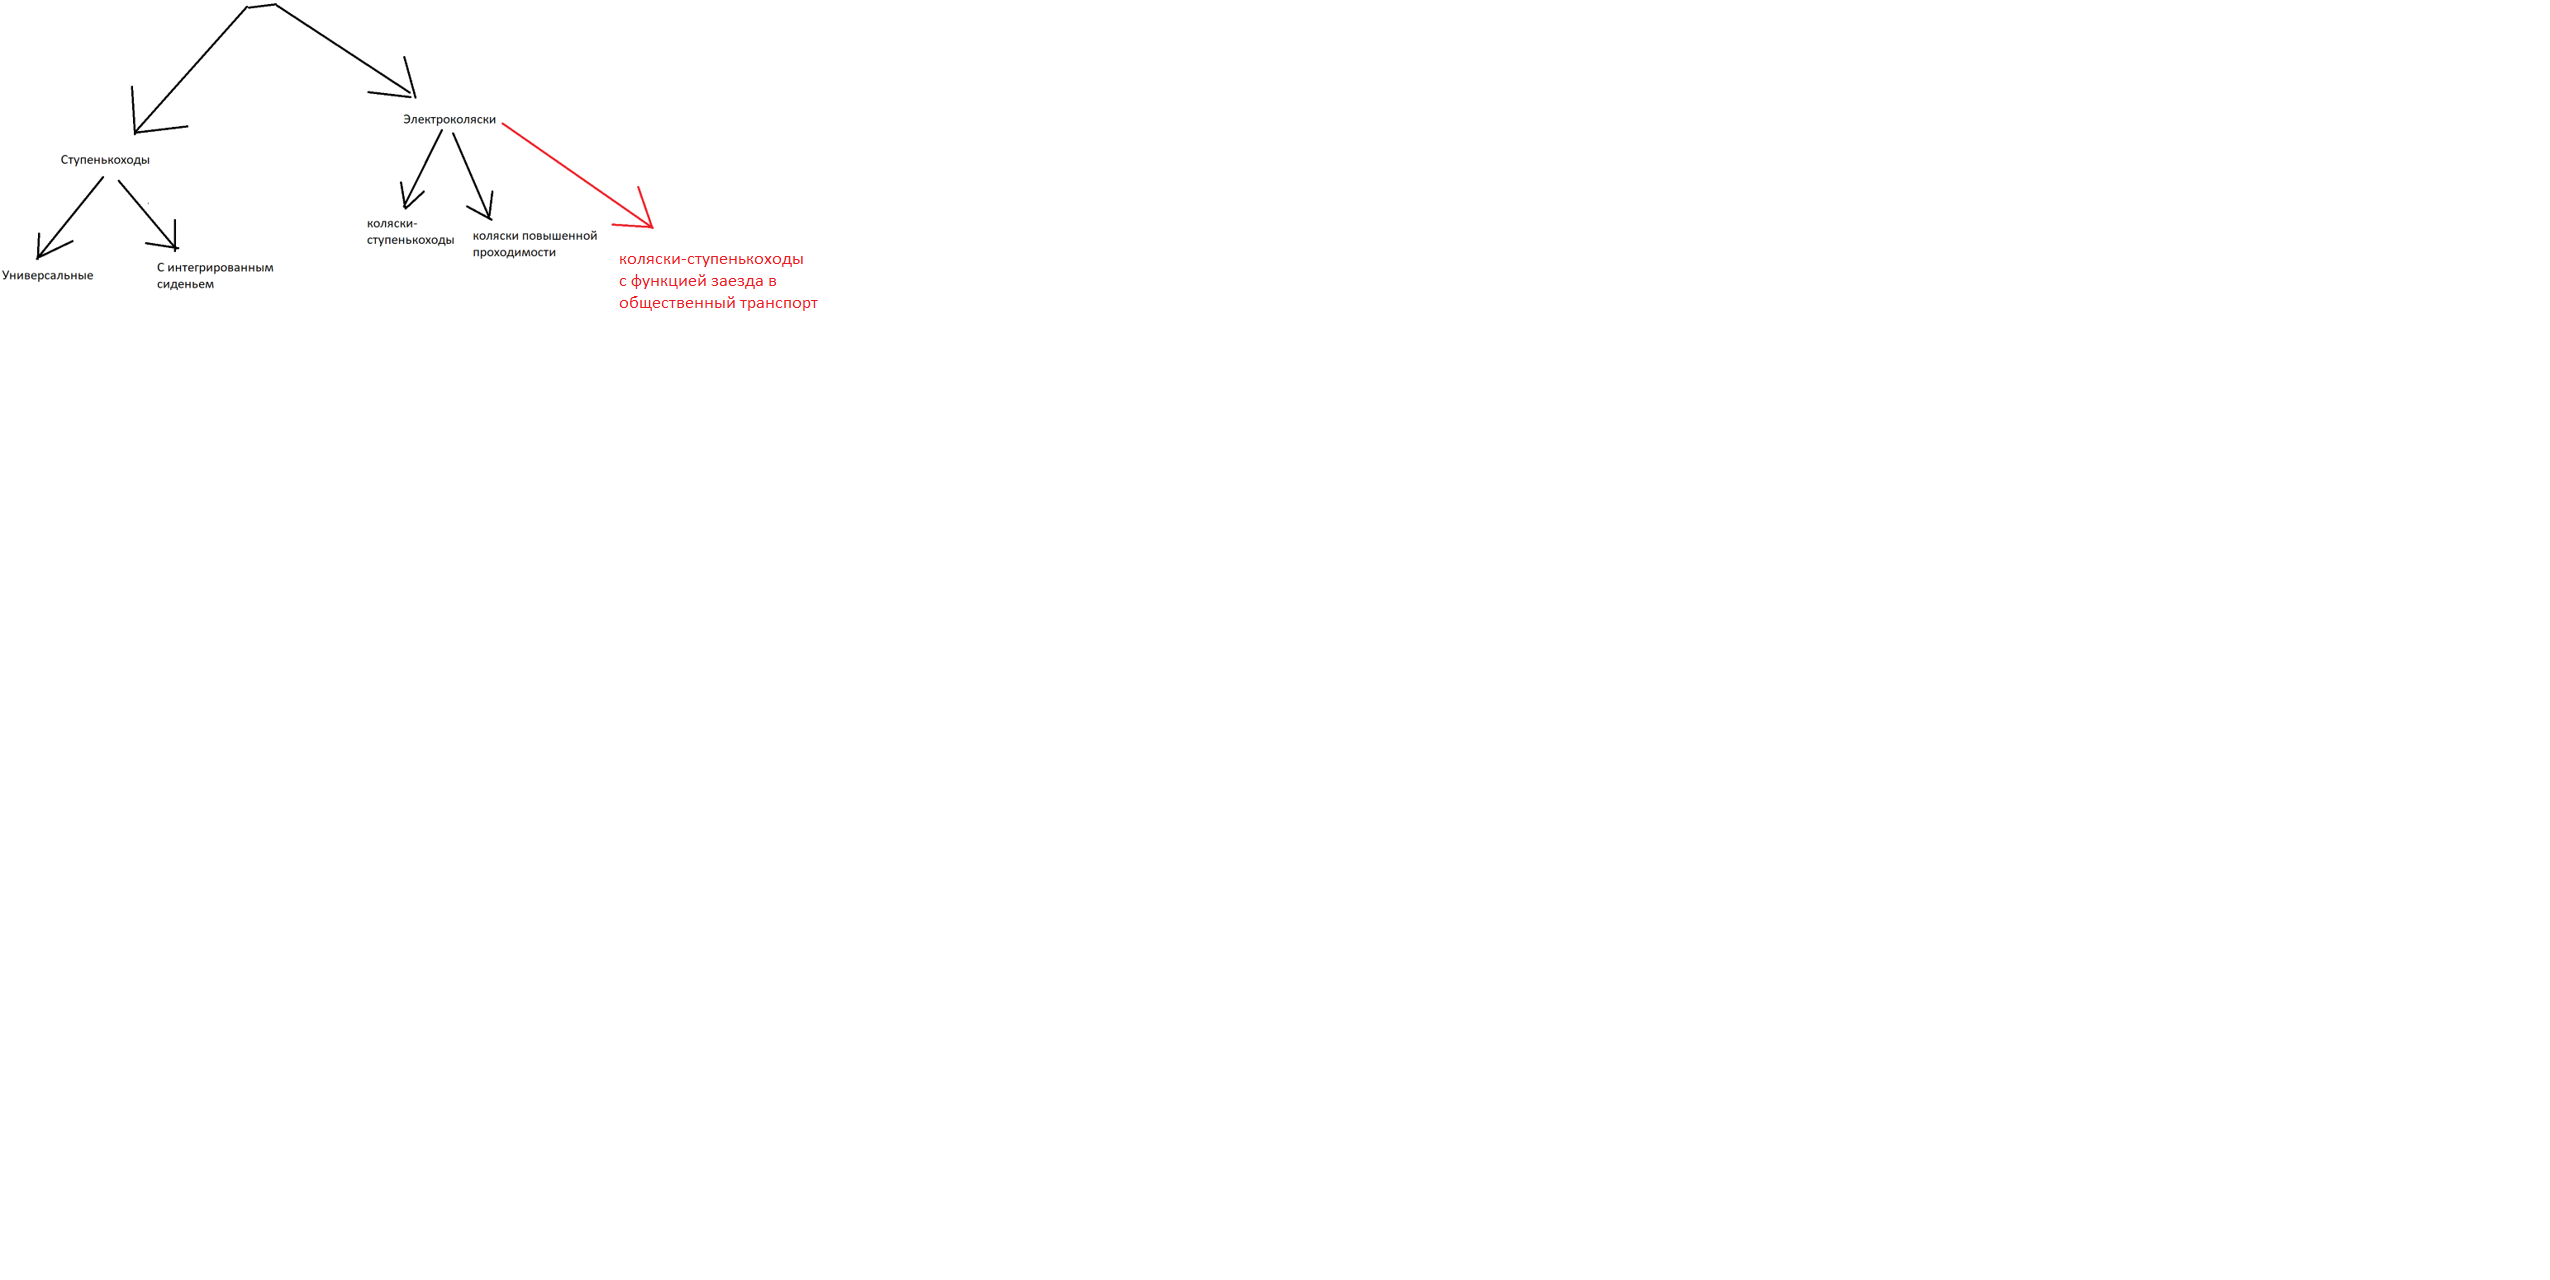 Электроколяски
Ступенькоходы
коляски-
ступенькоходы
коляски повышенной
проходимости
Универсальные
С интегрированным
сиденьем
коляски-ступенькоходы
с функцией заезда в
общественный транспорт